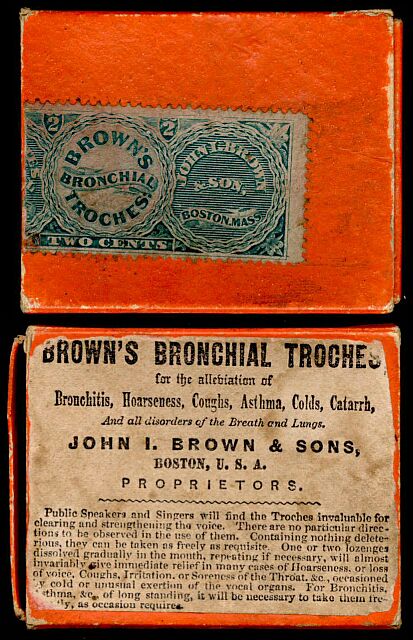 2 2
BROWN'S
BRONCHIAL
TROCHES
JOHN I. BROWN
& SON.
BOSTON, MASS
TWO CENTS
BROWN'S BRONCHIAL TROCHES
for the alleviation of
Bronchitis, Hoarseness, Coughs, Asthma, Colds, Catarrh,
And all disorders of the Breath and Lungs.
JOHN I. BROWN & SONS,
BOSTON, U. S. A.
PROPRIETORS.
Public Speakers and Singers will find the Troches invaluable for
clearing and strengthening the voice. There are no particular direc-
tions to be observed in the use of them. Containing nothing delete-
rious, they can be taken as freely as requisite. One or two lozenges
dissolved gradually in the mouth, repeating if necessary, will almost
invariably give immediate relief in many cases of Hoarseness, or loss
of voice, Coughs, Irritation, or Soreness of the Throat, &c., occasioned
y cold or unusual exertion of the vocal organs. For Bronchitis,
thma, &c., of long standing, it will be necessary to take them fre-
ly, as occasion requires.